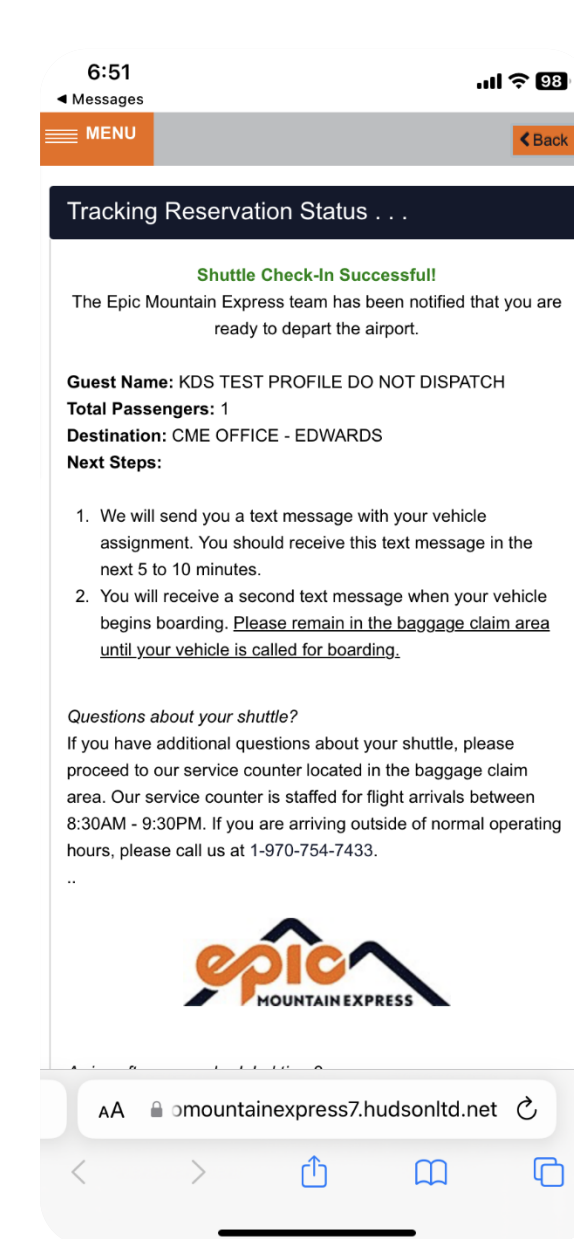 6:51
98
◀ Messages
MENU
Back
Tracking Reservation Status . . .
Shuttle Check-In Successful!
The Epic Mountain Express team has been notified that you are
ready to depart the airport.
Guest Name: KDS TEST PROFILE DO NOT DISPATCH
Total Passengers: 1
Destination: CME OFFICE - EDWARDS
Next Steps:
1. We will send you a text message with your vehicle
assignment. You should receive this text message in the
next 5 to 10 minutes.
2. You will receive a second text message when your vehicle
begins boarding. Please remain in the baggage claim area
until your vehicle is called for boarding.
Questions about your shuttle?
If you have additional questions about your shuttle, please
proceed to our service counter located in the baggage claim
area. Our service counter is staffed for flight arrivals between
8:30AM - 9:30PM. If you are arriving outside of normal operating
hours, please call us at 1-970-754-7433.
..
epic
MOUNTAIN EXPRESS
AA omountainexpress7.hudsonltd.net